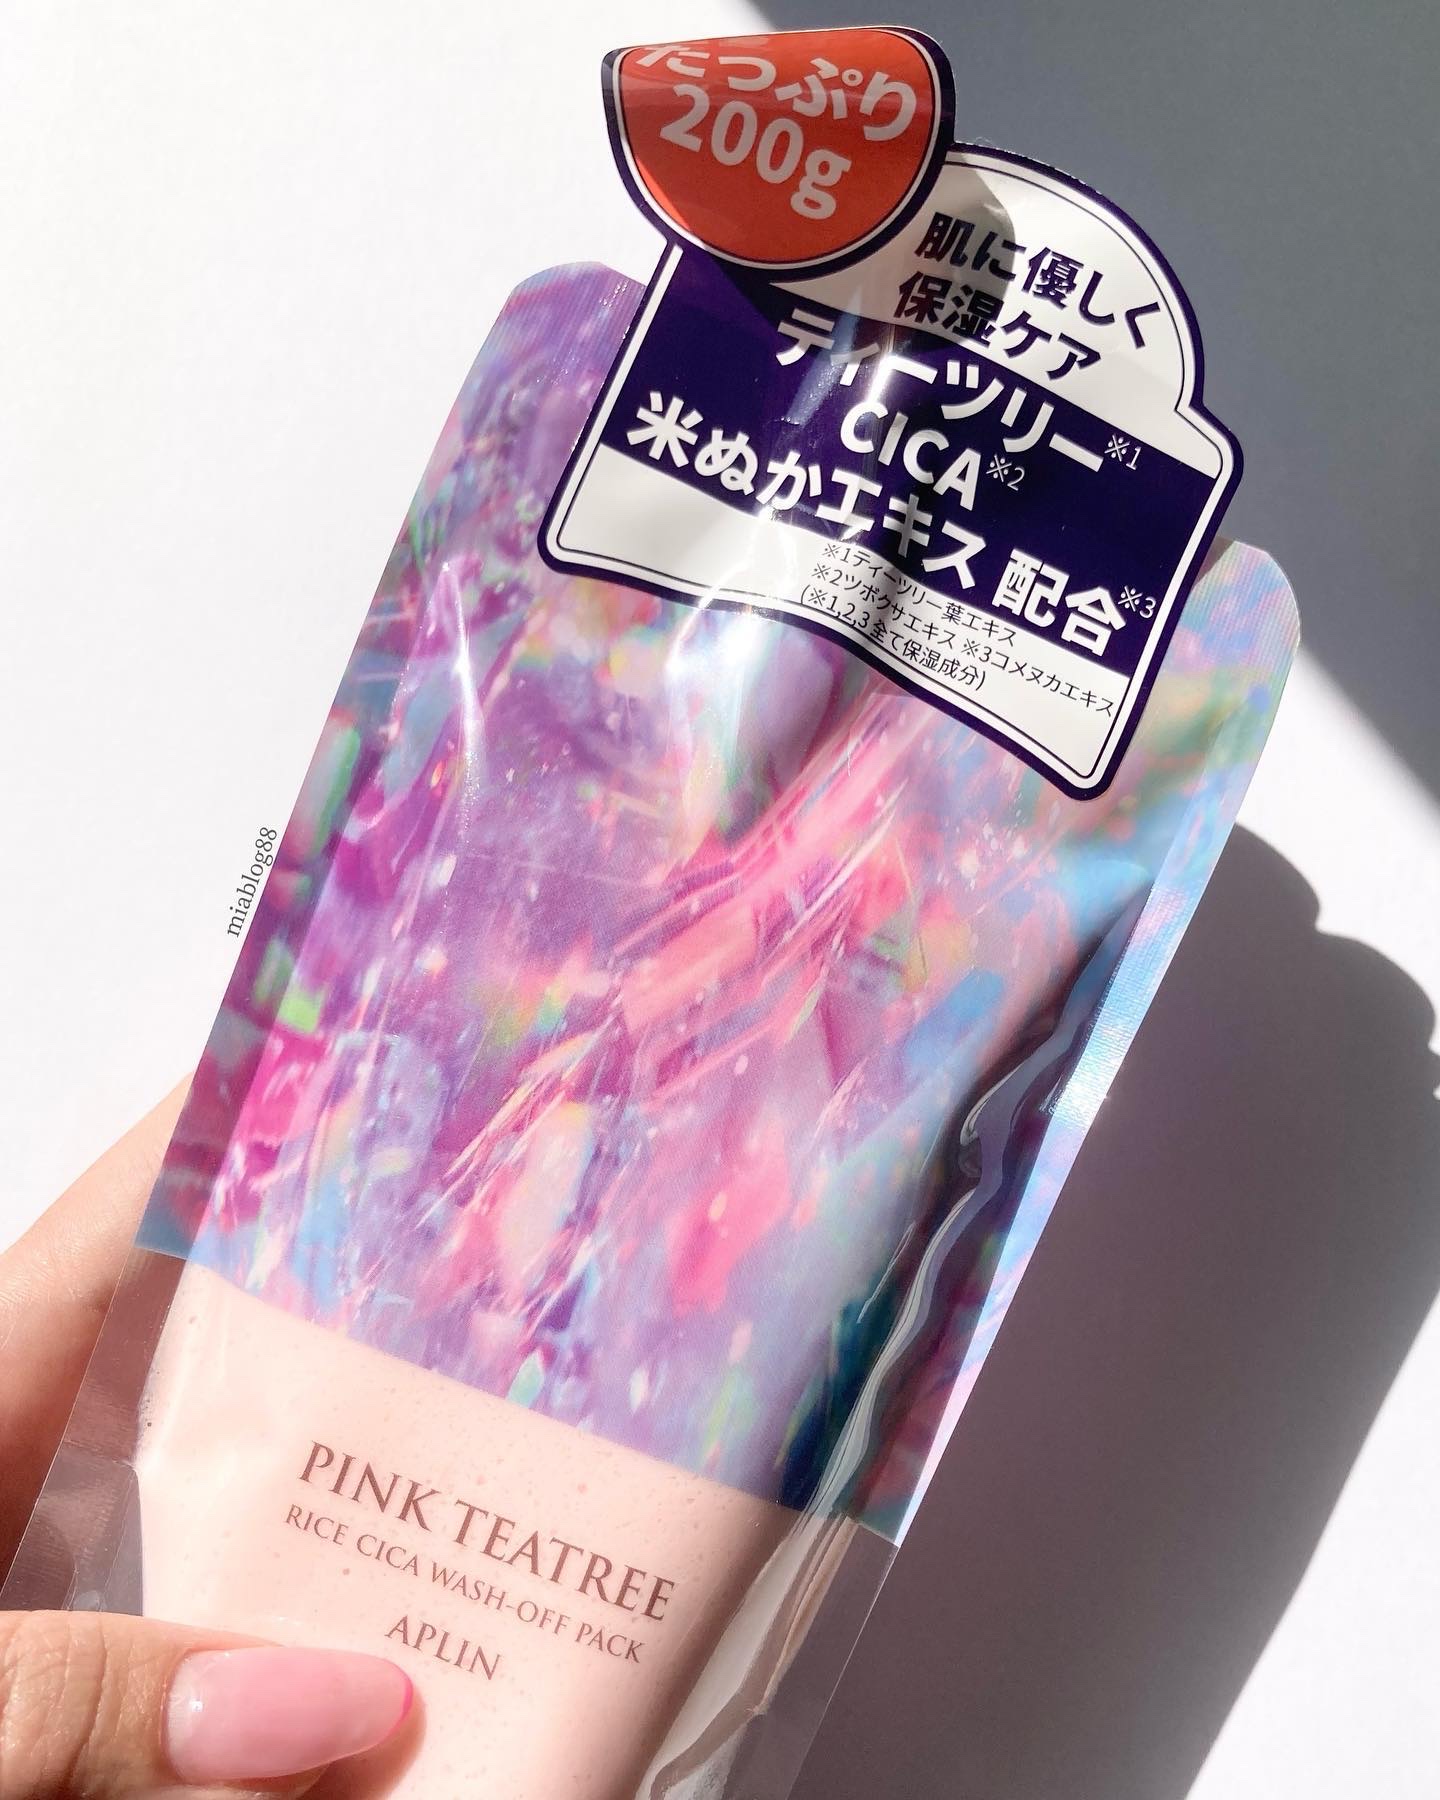 たっぷり
200g
肌に優しく
保湿ケア
ティーツリー※1
CICA※2
米ぬかエキス 配合※3
※1ティーツリー葉エキス
※2ツボクサエキス ※3コメヌカエキス
(※1,2,3 全て保湿成分)
miablog88
PINK TEATREE
RICE CICA WASH-OFF PACK
APLIN